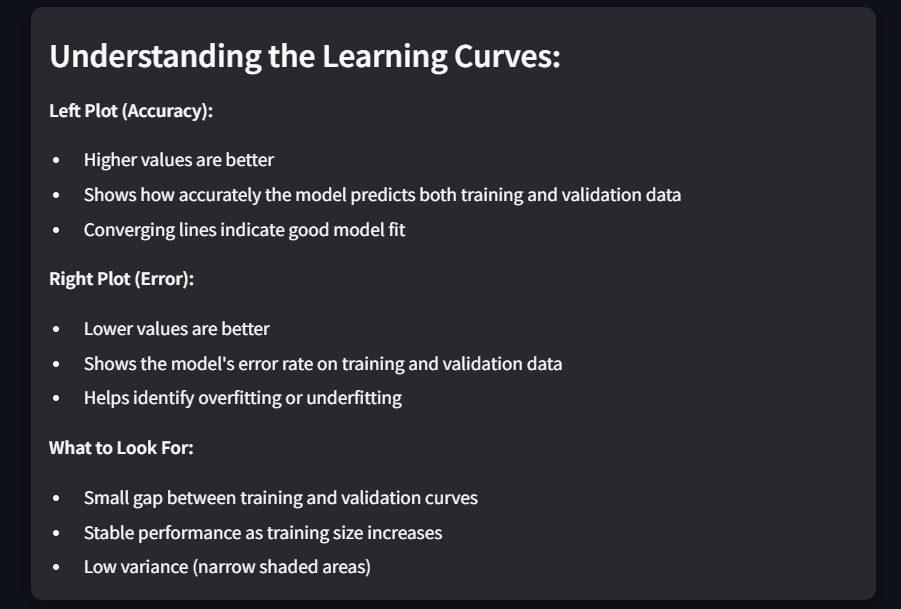 Understanding the Learning Curves:
Left Plot (Accuracy):
• Higher values are better
• Shows how accurately the model predicts both training and validation data
• Converging lines indicate good model fit
Right Plot (Error):
• Lower values are better
• Shows the model's error rate on training and validation data
• Helps identify overfitting or underfitting
What to Look For:
• Small gap between training and validation curves
• Stable performance as training size increases
• Low variance (narrow shaded areas)